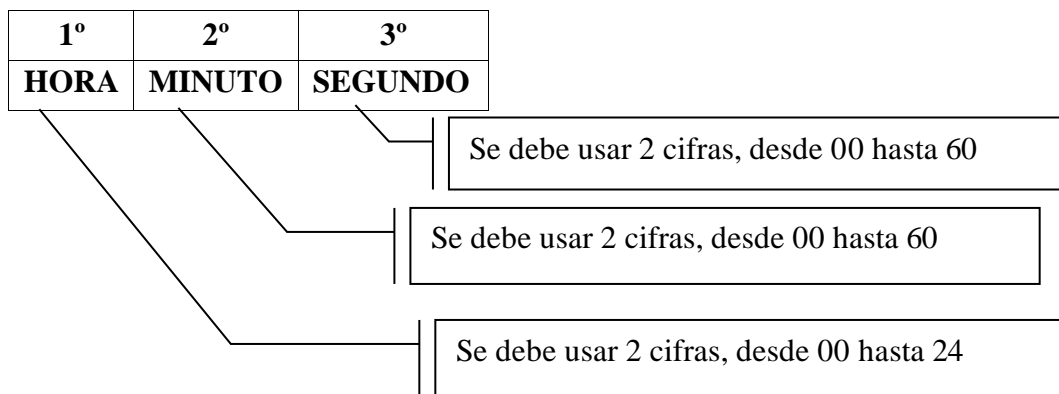 1º 2º 3º
HORA MINUTO SEGUNDO
Se debe usar 2 cifras, desde 00 hasta 60
Se debe usar 2 cifras, desde 00 hasta 60
Se debe usar 2 cifras, desde 00 hasta 24